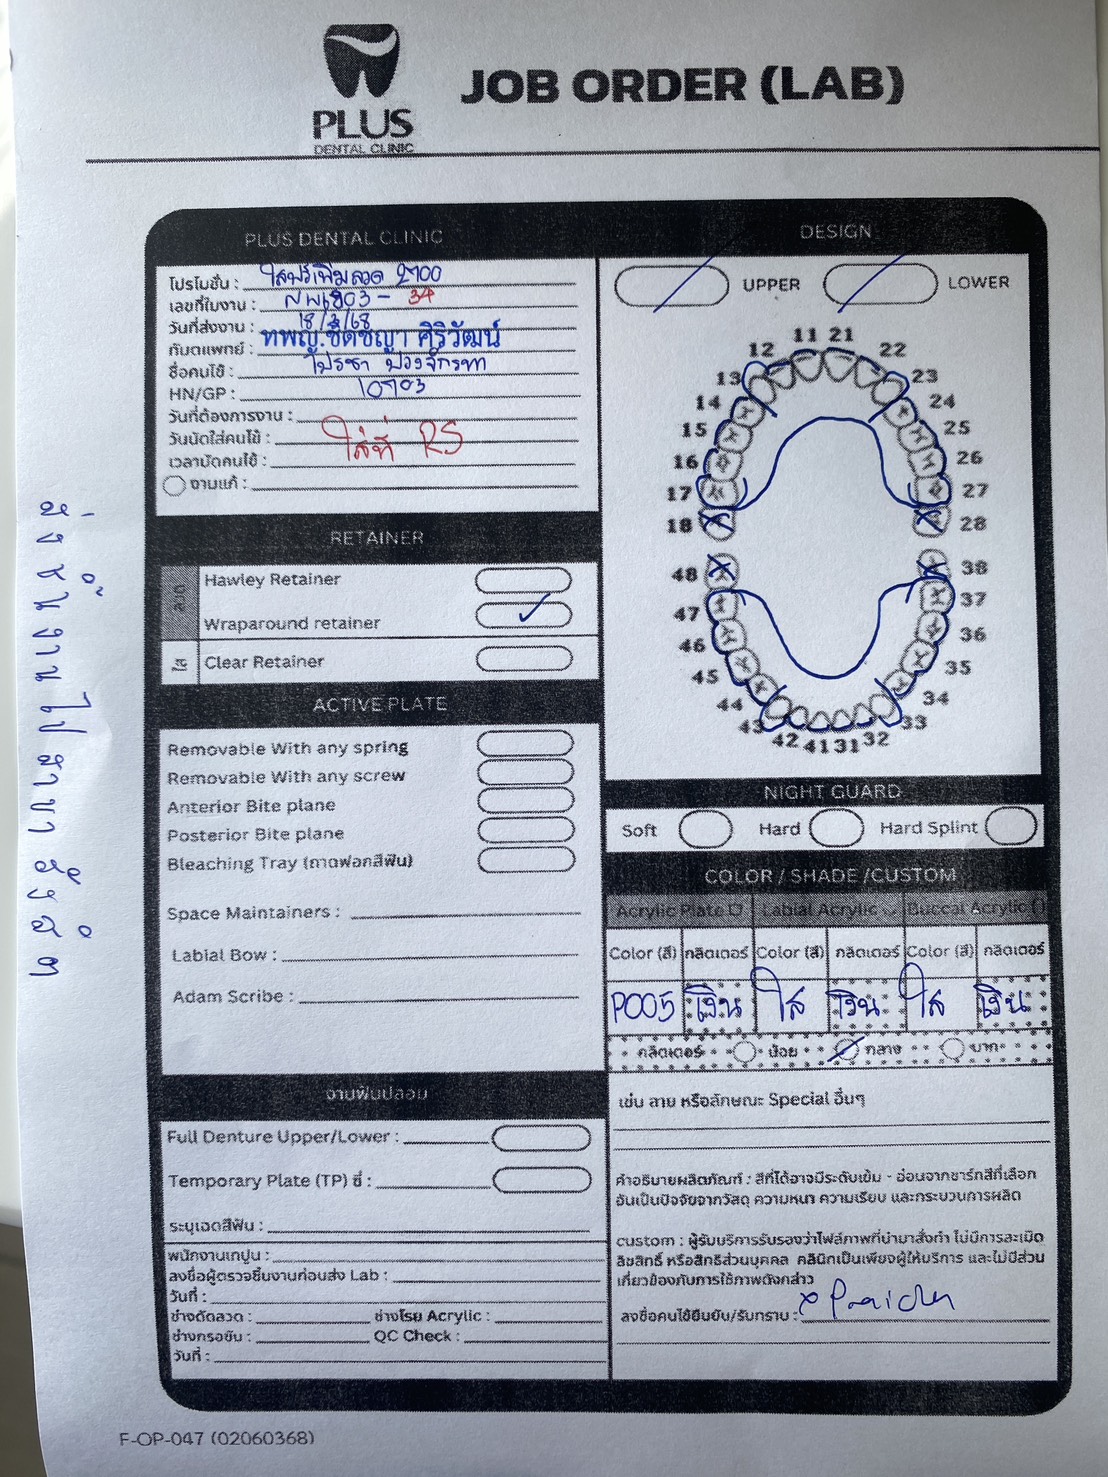 PLUS
DENTAL CLINIC
JOB ORDER (LAB)
PLUS DENTAL CLINIC
โปรโมชั่น : ใสฟรีเพิ่มลวด 2700
เลขที่ใบงาน : 6803 - 34
วันที่ส่งงาน : 18/3/68
ทันตแพทย์ : ทพญ.ชิดชญา ศิริวัฒน์
ชื่อคนไข้ :
HN/GP : 10703
วันที่ต้องการงาน :
วันนัดใส่คนไข้ : ใส่ที่ RS
เวลานัดคนไข้ :
งานแก้ :
RETAINER
ลวด
Hawley Retainer
Wraparound retainer ✓
ใส
Clear Retainer
ACTIVE PLATE
Removable With any spring
Removable With any screw
Anterior Bite plane
Posterior Bite plane
Bleaching Tray (ถาดฟอกสีฟัน)
Space Maintainers :
Labial Bow :
Adam Scribe :
งานฟันปลอม
Full Denture Upper/Lower :
Temporary Plate (TP) ซี่ :
ระบุเฉดสีฟัน :
พนักงานเทปูน :
ลงชื่อผู้ตรวจชิ้นงานก่อนส่ง Lab :
วันที่ :
ช่างดัดลวด : ช่างโรย Acrylic :
ช่างกรอขัด : QC Check :
วันที่ :
DESIGN
UPPER LOWER
11 21
12 22
13 23
14 24
15 25
16 26
17 27
18 28
48 38
47 37
46 36
45 35
44 34
43 33
42 41 31 32
NIGHT GUARD
Soft Hard Hard Splint
COLOR / SHADE /CUSTOM
Acrylic Plate Labial Acrylic Buccal Acrylic
Color (สี) กลิตเตอร์ Color (สี) กลิตเตอร์ Color (สี) กลิตเตอร์
P005 เงิน ใส เงิน ใส เงิน
กลิตเตอร์ น้อย กลาง มาก
เช่น ลาย หรือลักษณะ Special อื่นๆ
คำอธิบายผลิตภัณฑ์ : สีที่ได้อาจมีระดับเข้ม - อ่อนจากชาร์ทสีที่เลือก
อันเป็นปัจจัยจากวัสดุ ความหนา ความเรียบ และกระบวนการผลิต
custom : ผู้รับบริการรับรองว่าไฟล์ภาพที่นำมาสั่งทำ ไม่มีการละเมิด
ลิขสิทธิ์ หรือสิทธิส่วนบุคคล คลินิกเป็นเพียงผู้ให้บริการ และไม่มีส่วน
เกี่ยวข้องกับการใช้ภาพดังกล่าว
ลงชื่อคนไข้ยืนยัน/รับทราบ :
ส่งชิ้นงานไปสาขารังสิต
F-OP-047 (02060368)